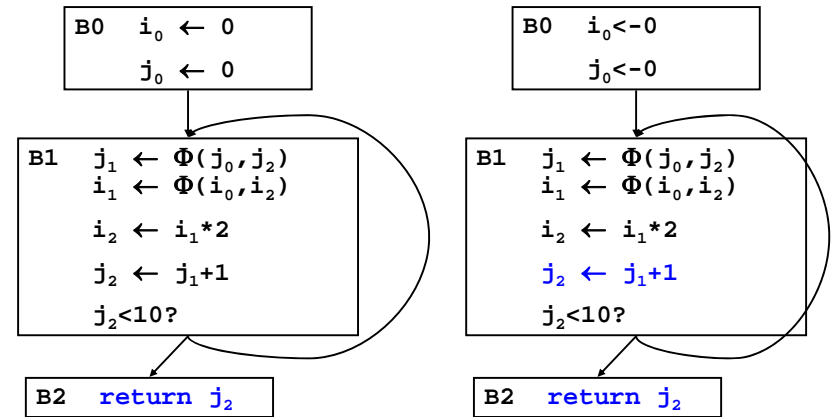 B0 i₀ ← 0
j₀ ← 0
B1 j₁ ← Φ(j₀,j₂)
i₁ ← Φ(i₀,i₂)
i₂ ← i₁*2
j₂ ← j₁+1
j₂<10?
B2 return j₂
B0 i₀<-0
j₀<-0
B1 j₁ ← Φ(j₀,j₂)
i₁ ← Φ(i₀,i₂)
i₂ ← i₁*2
j₂ ← j₁+1
j₂<10?
B2 return j₂